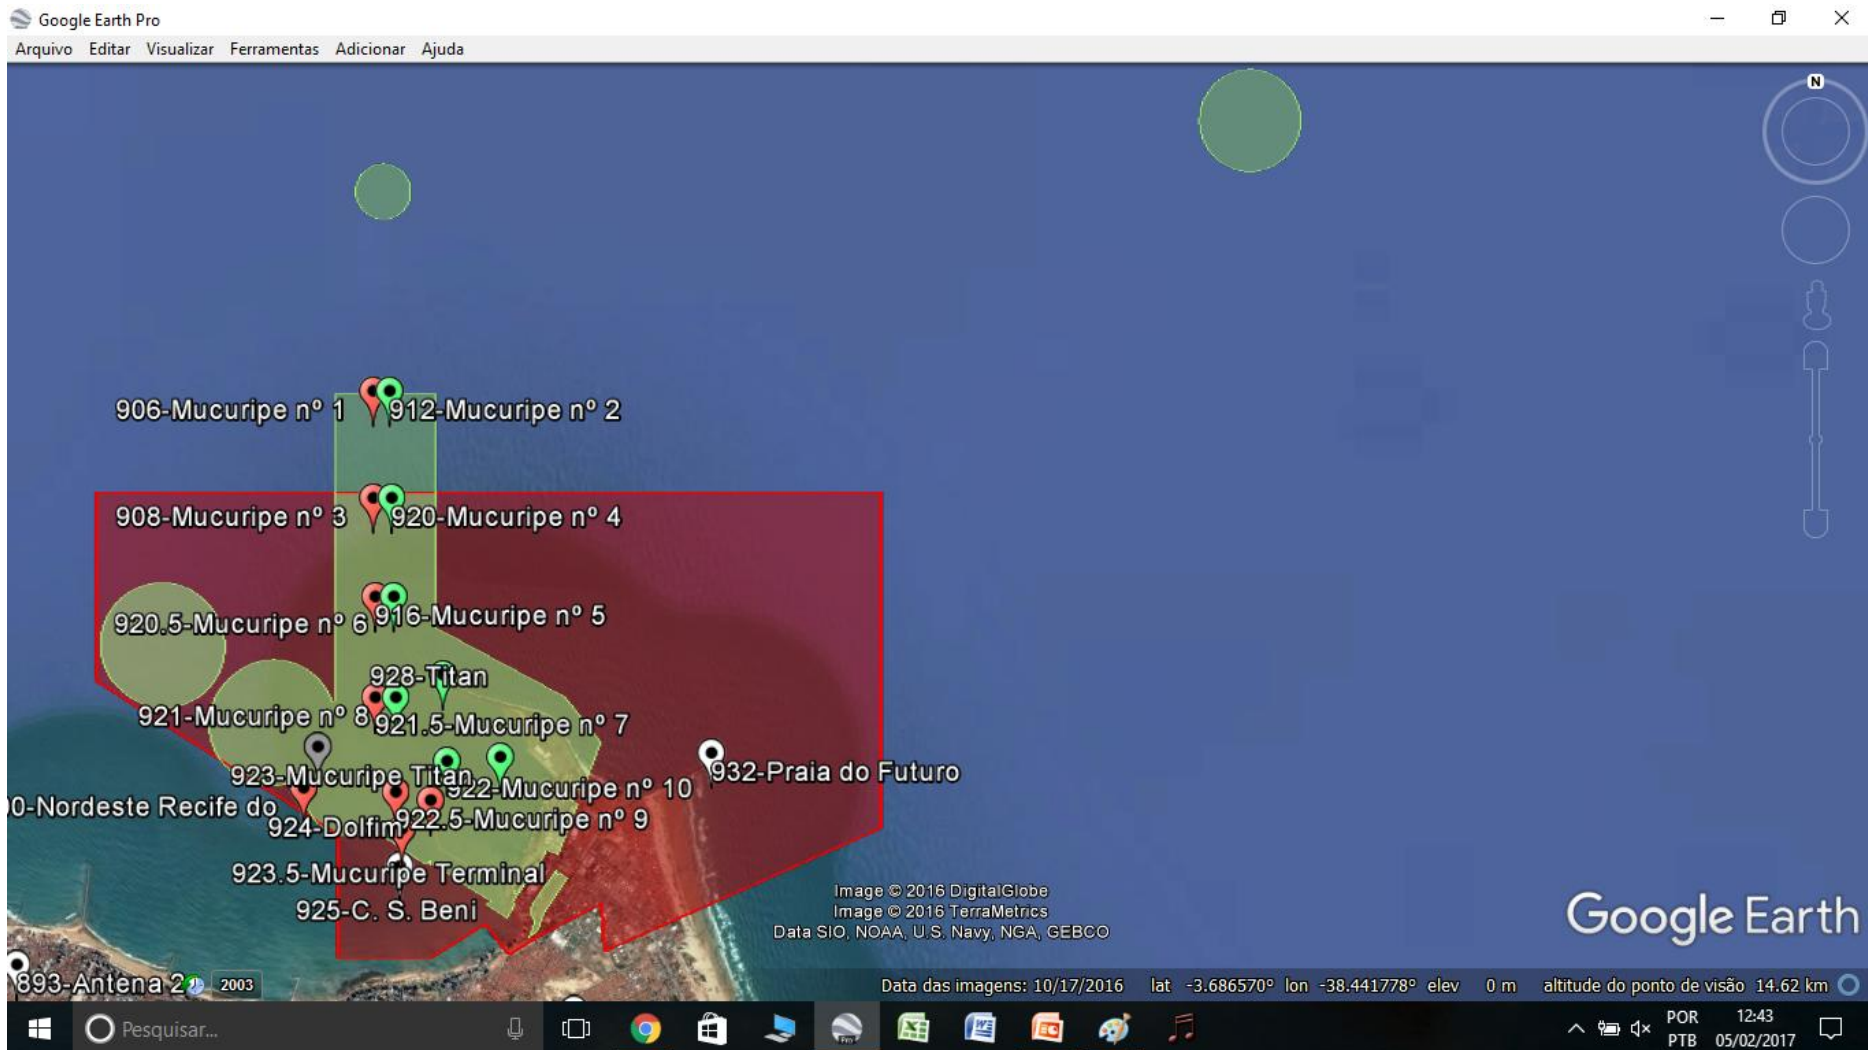 Google Earth Pro
Arquivo Editar Visualizar Ferramentas Adicionar Ajuda
N
906-Mucuripe nº 1
912-Mucuripe nº 2
908-Mucuripe nº 3
920-Mucuripe nº 4
920.5-Mucuripe nº 6
916-Mucuripe nº 5
928-Titan
921-Mucuripe nº 8
921.5-Mucuripe nº 7
923-Mucuripe Titan
922-Mucuripe nº 10
932-Praia do Futuro
0-Nordeste Recife do
924-Dolfim
922.5-Mucuripe nº 9
923.5-Mucuripe Terminal
925-C. S. Beni
893-Antena 2
2003
Image © 2016 DigitalGlobe
Image © 2016 TerraMetrics
Data SIO, NOAA, U.S. Navy, NGA, GEBCO
Google Earth
Data das imagens: 10/17/2016 lat -3.686570° lon -38.441778° elev 0 m altitude do ponto de visão 14.62 km
Pesquisar...
POR
PTB
12:43
05/02/2017